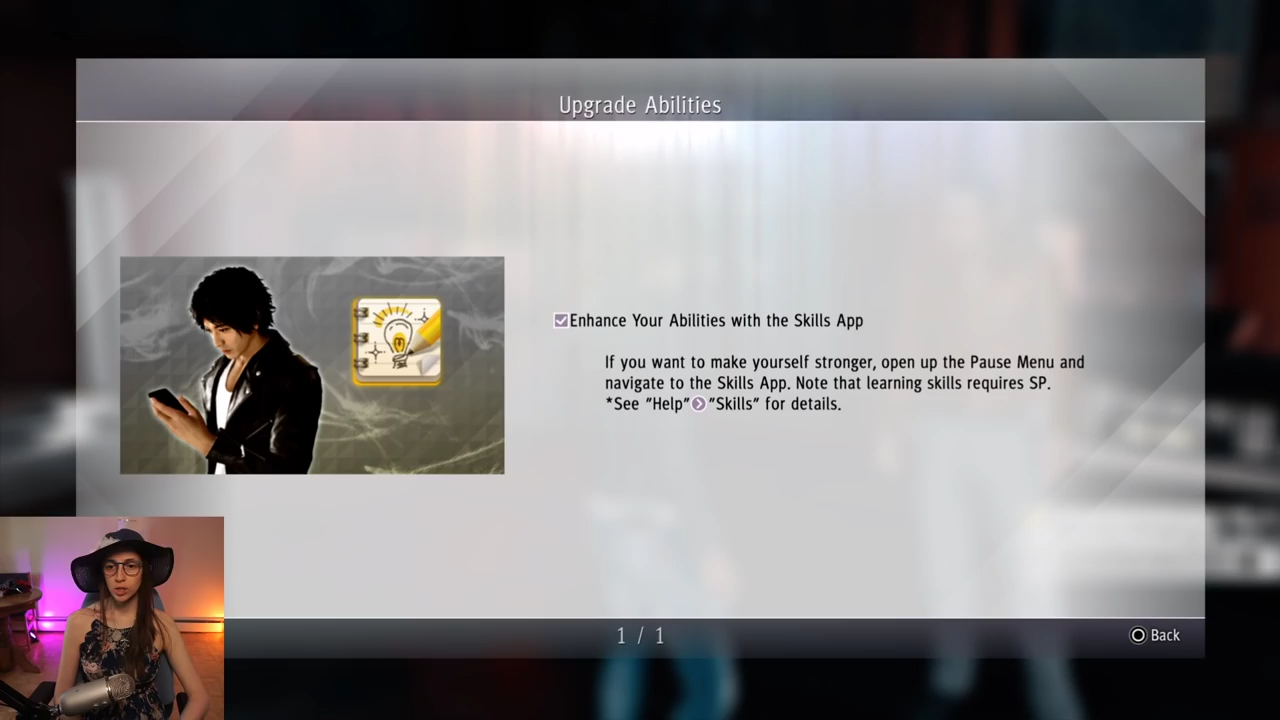 Upgrade Abilities
Enhance Your Abilities with the Skills App
If you want to make yourself stronger, open up the Pause Menu and
navigate to the Skills App. Note that learning skills requires SP.
*See "Help" "Skills" for details.
1 / 1
Back